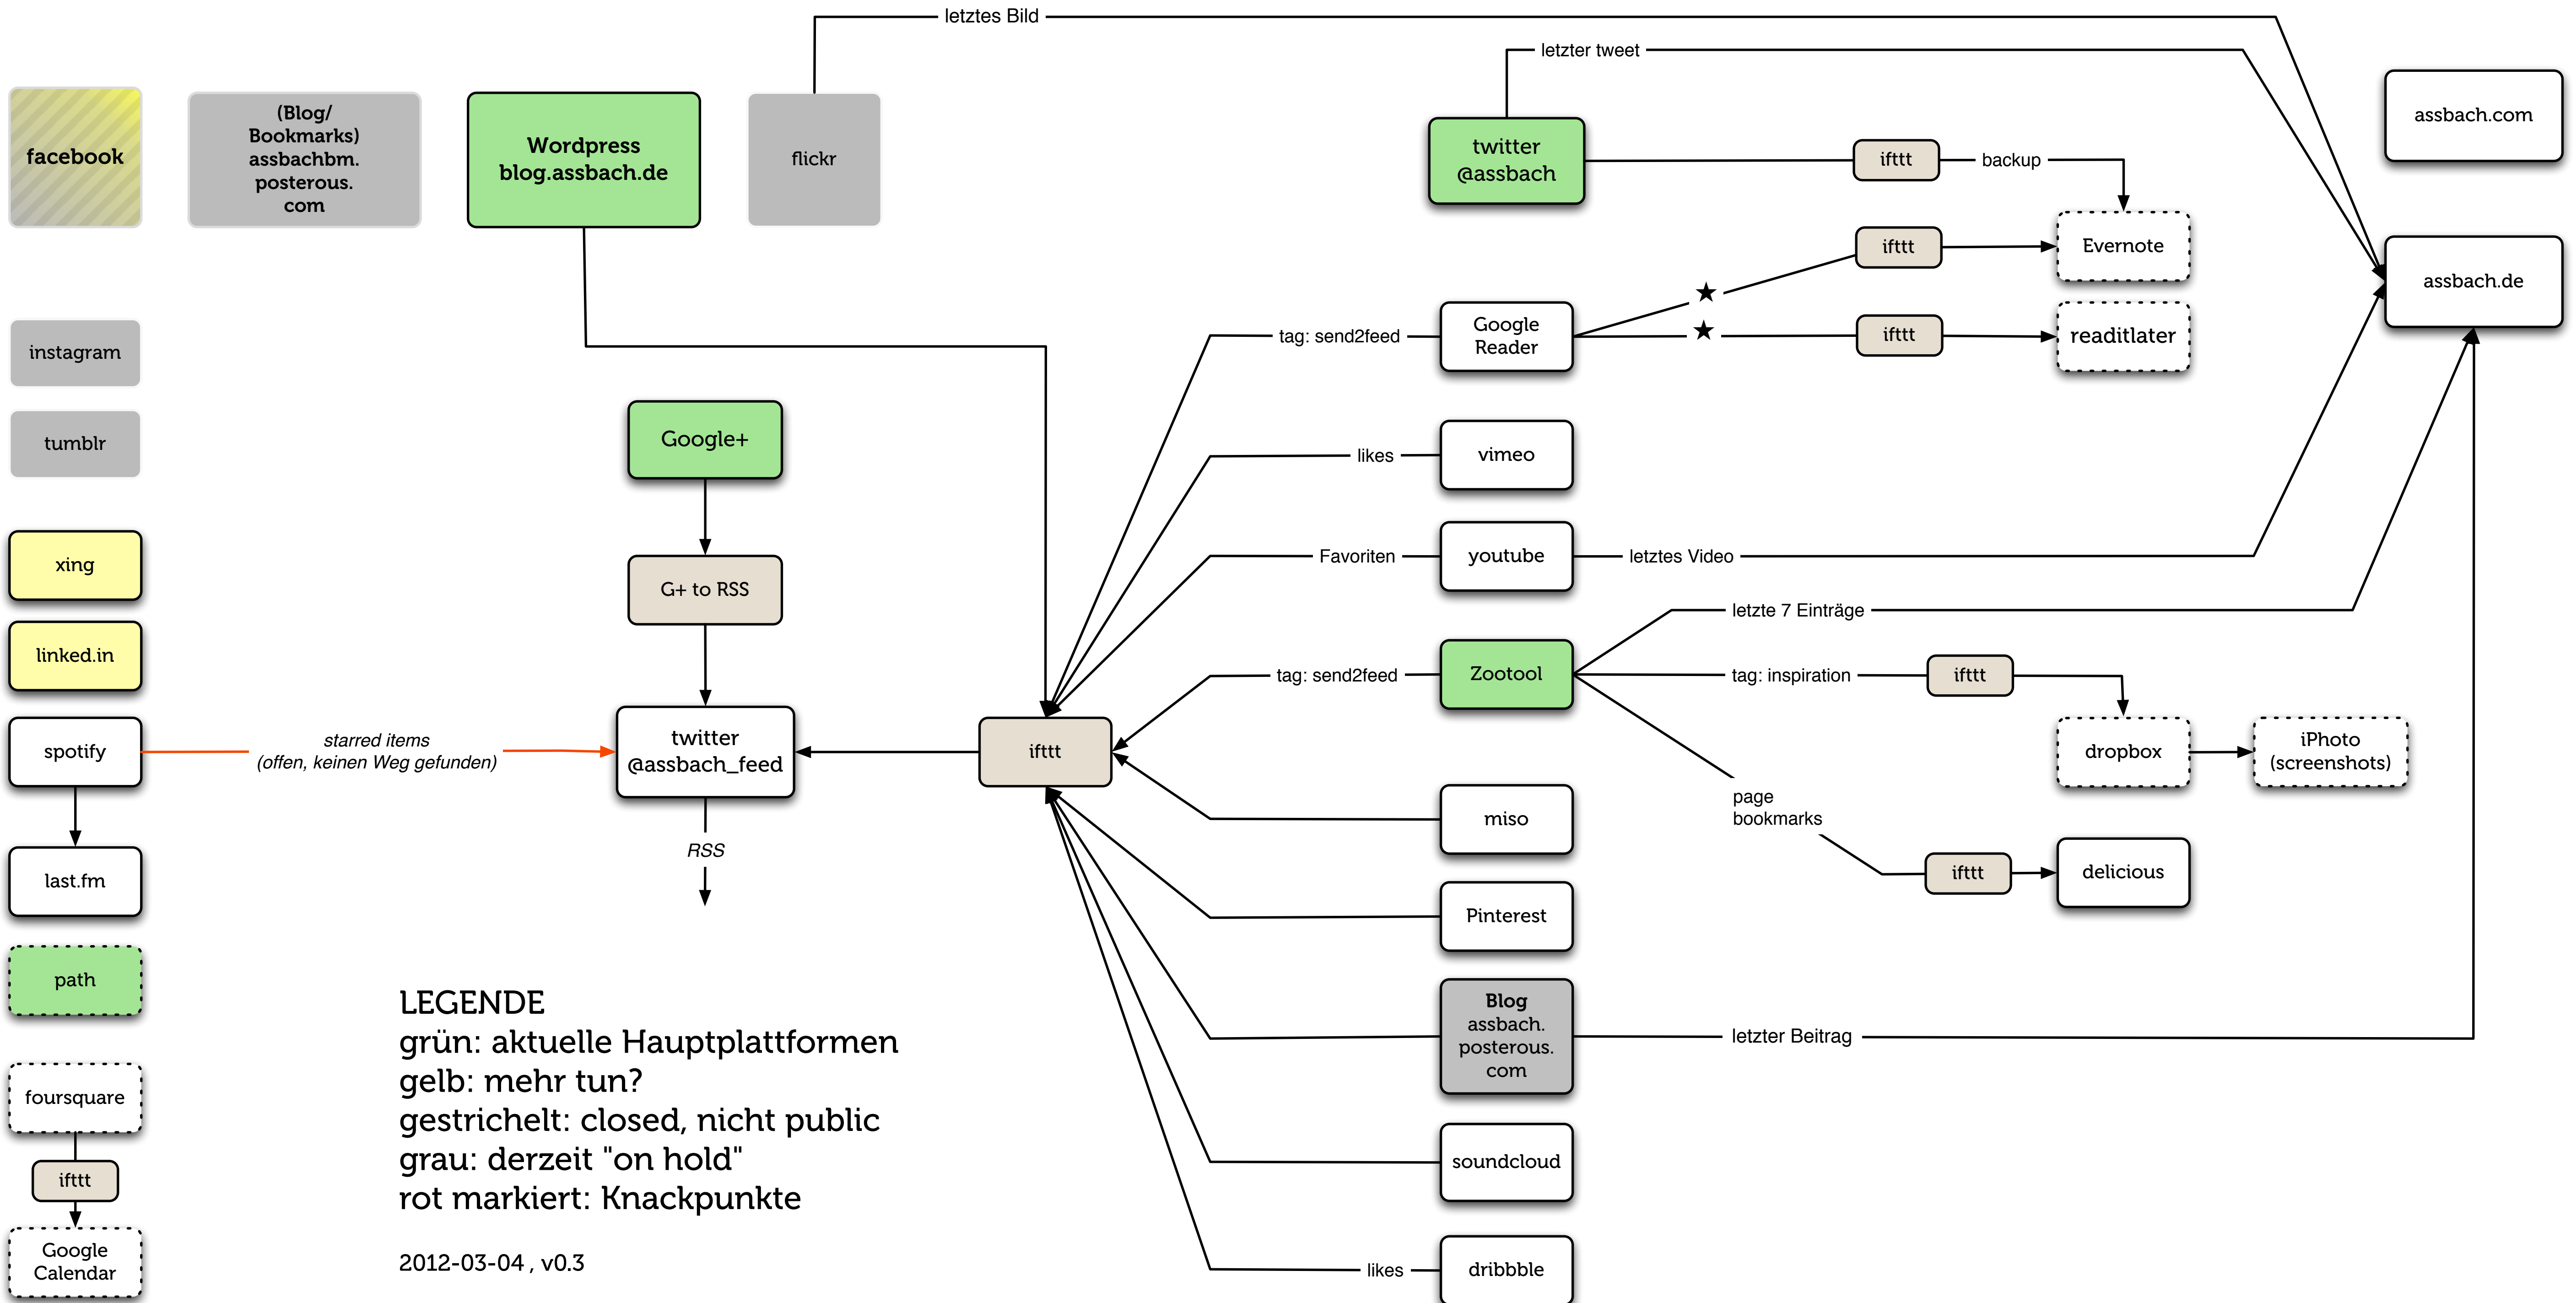 letztes Bild
letzter tweet
facebook
(Blog/
Bookmarks)
assbachbm.
posterous.
com
Wordpress
blog.assbach.de
flickr
twitter
@assbach
ifttt
backup
assbach.com
ifttt
Evernote
assbach.de
instagram
tag: send2feed
Google
Reader
★
★
ifttt
readitlater
tumblr
Google+
likes
vimeo
xing
G+ to RSS
Favoriten
youtube
letztes Video
letzte 7 Einträge
linked.in
tag: send2feed
Zootool
tag: inspiration
ifttt
spotify
starred items
(offen, keinen Weg gefunden)
twitter
@assbach_feed
ifttt
dropbox
iPhoto
(screenshots)
page
bookmarks
miso
last.fm
RSS
ifttt
delicious
Pinterest
path
Blog
assbach.
posterous.
com
letzter Beitrag
LEGENDE
grün: aktuelle Hauptplattformen
gelb: mehr tun?
gestrichelt: closed, nicht public
grau: derzeit "on hold"
rot markiert: Knackpunkte
2012-03-04 , v0.3
foursquare
ifttt
Google
Calendar
soundcloud
likes
dribbble